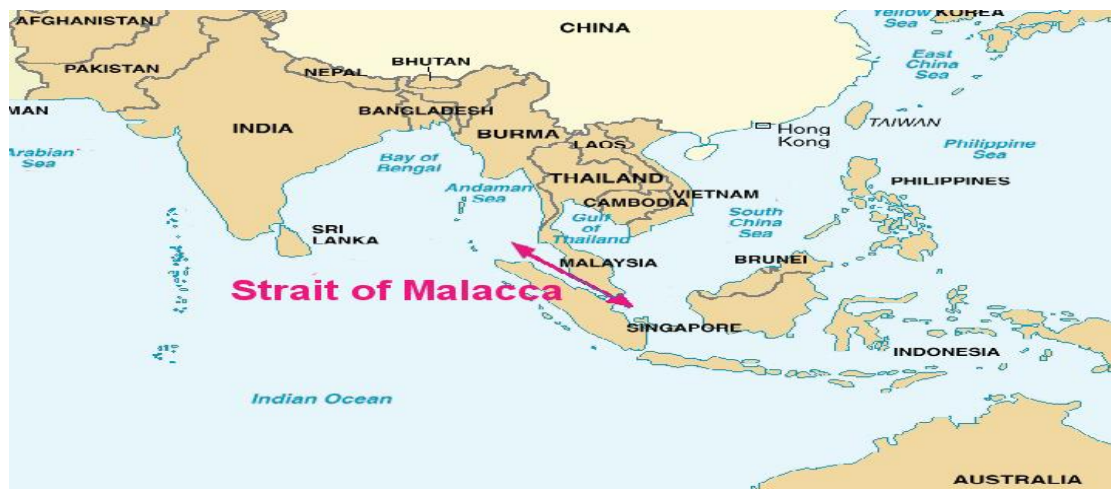 AFGHANISTAN
CHINA
Yellow
Sea
KOREA
East
China
Sea
PAKISTAN
NEPAL
BHUTAN
MAN
BANGLADESH
INDIA
BURMA
Hong
Kong
TAIWAN
LAOS
Arabian
Sea
Bay of
Bengal
Philippine
Sea
THAILAND
Andaman
Sea
VIETNAM
PHILIPPINES
CAMBODIA
SRI
LANKA
Gulf
of
Thailand
South
China
Sea
MALAYSIA
BRUNEI
Strait of Malacca
SINGAPORE
INDONESIA
Indian Ocean
AUSTRALIA